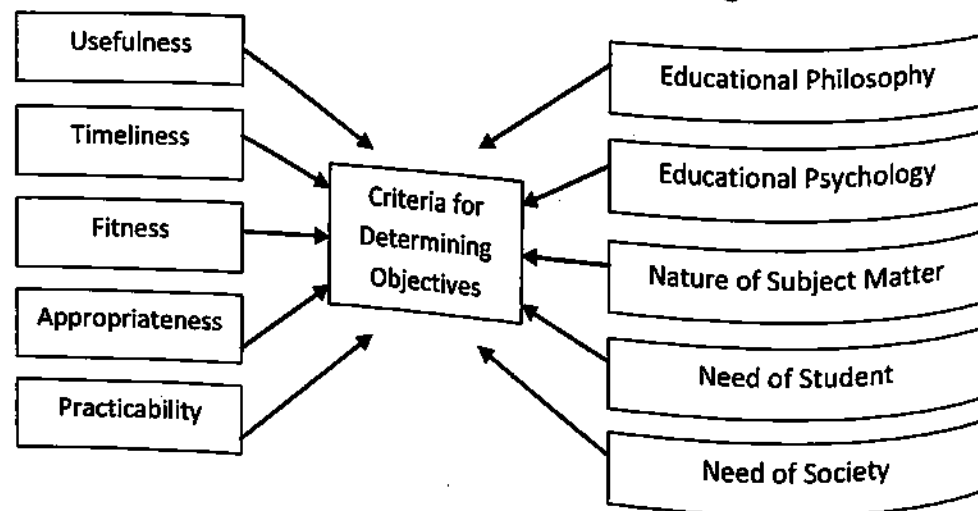 Usefulness
Timeliness
Fitness
Appropriateness
Practicability
Criteria for
Determining
Objectives
Educational Philosophy
Educational Psychology
Nature of Subject Matter
Need of Student
Need of Society